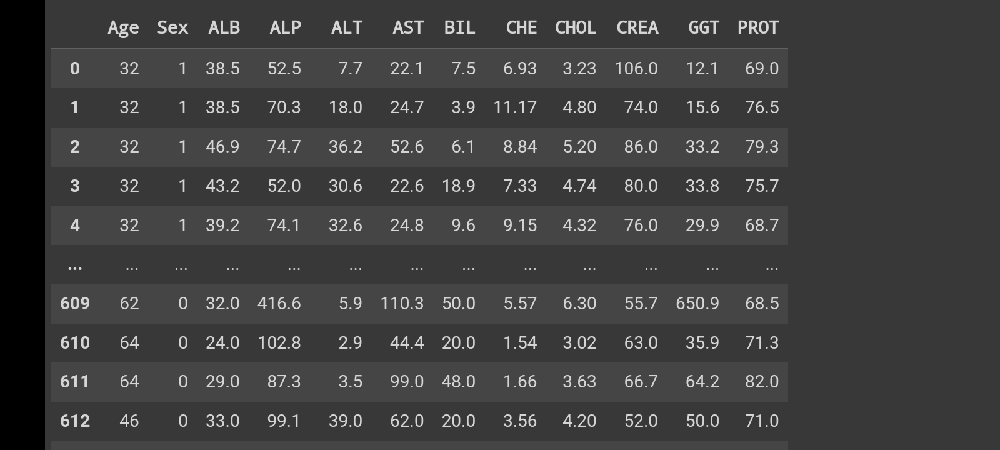 Age Sex ALB ALP ALT AST BIL CHE CHOL CREA GGT PROT
0 32 1 38.5 52.5 7.7 22.1 7.5 6.93 3.23 106.0 12.1 69.0
1 32 1 38.5 70.3 18.0 24.7 3.9 11.17 4.80 74.0 15.6 76.5
2 32 1 46.9 74.7 36.2 52.6 6.1 8.84 5.20 86.0 33.2 79.3
3 32 1 43.2 52.0 30.6 22.6 18.9 7.33 4.74 80.0 33.8 75.7
4 32 1 39.2 74.1 32.6 24.8 9.6 9.15 4.32 76.0 29.9 68.7
... ... ... ... ... ... ... ... ... ... ... ... ...
609 62 0 32.0 416.6 5.9 110.3 50.0 5.57 6.30 55.7 650.9 68.5
610 64 0 24.0 102.8 2.9 44.4 20.0 1.54 3.02 63.0 35.9 71.3
611 64 0 29.0 87.3 3.5 99.0 48.0 1.66 3.63 66.7 64.2 82.0
612 46 0 33.0 99.1 39.0 62.0 20.0 3.56 4.20 52.0 50.0 71.0